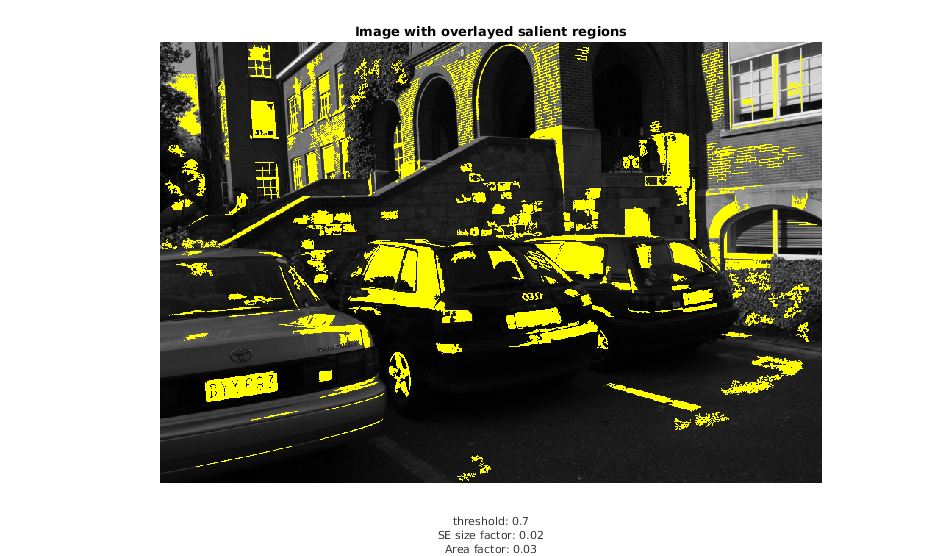 Image with overlayed salient regions
threshold: 0.7
SE size factor: 0.02
Area factor: 0.03